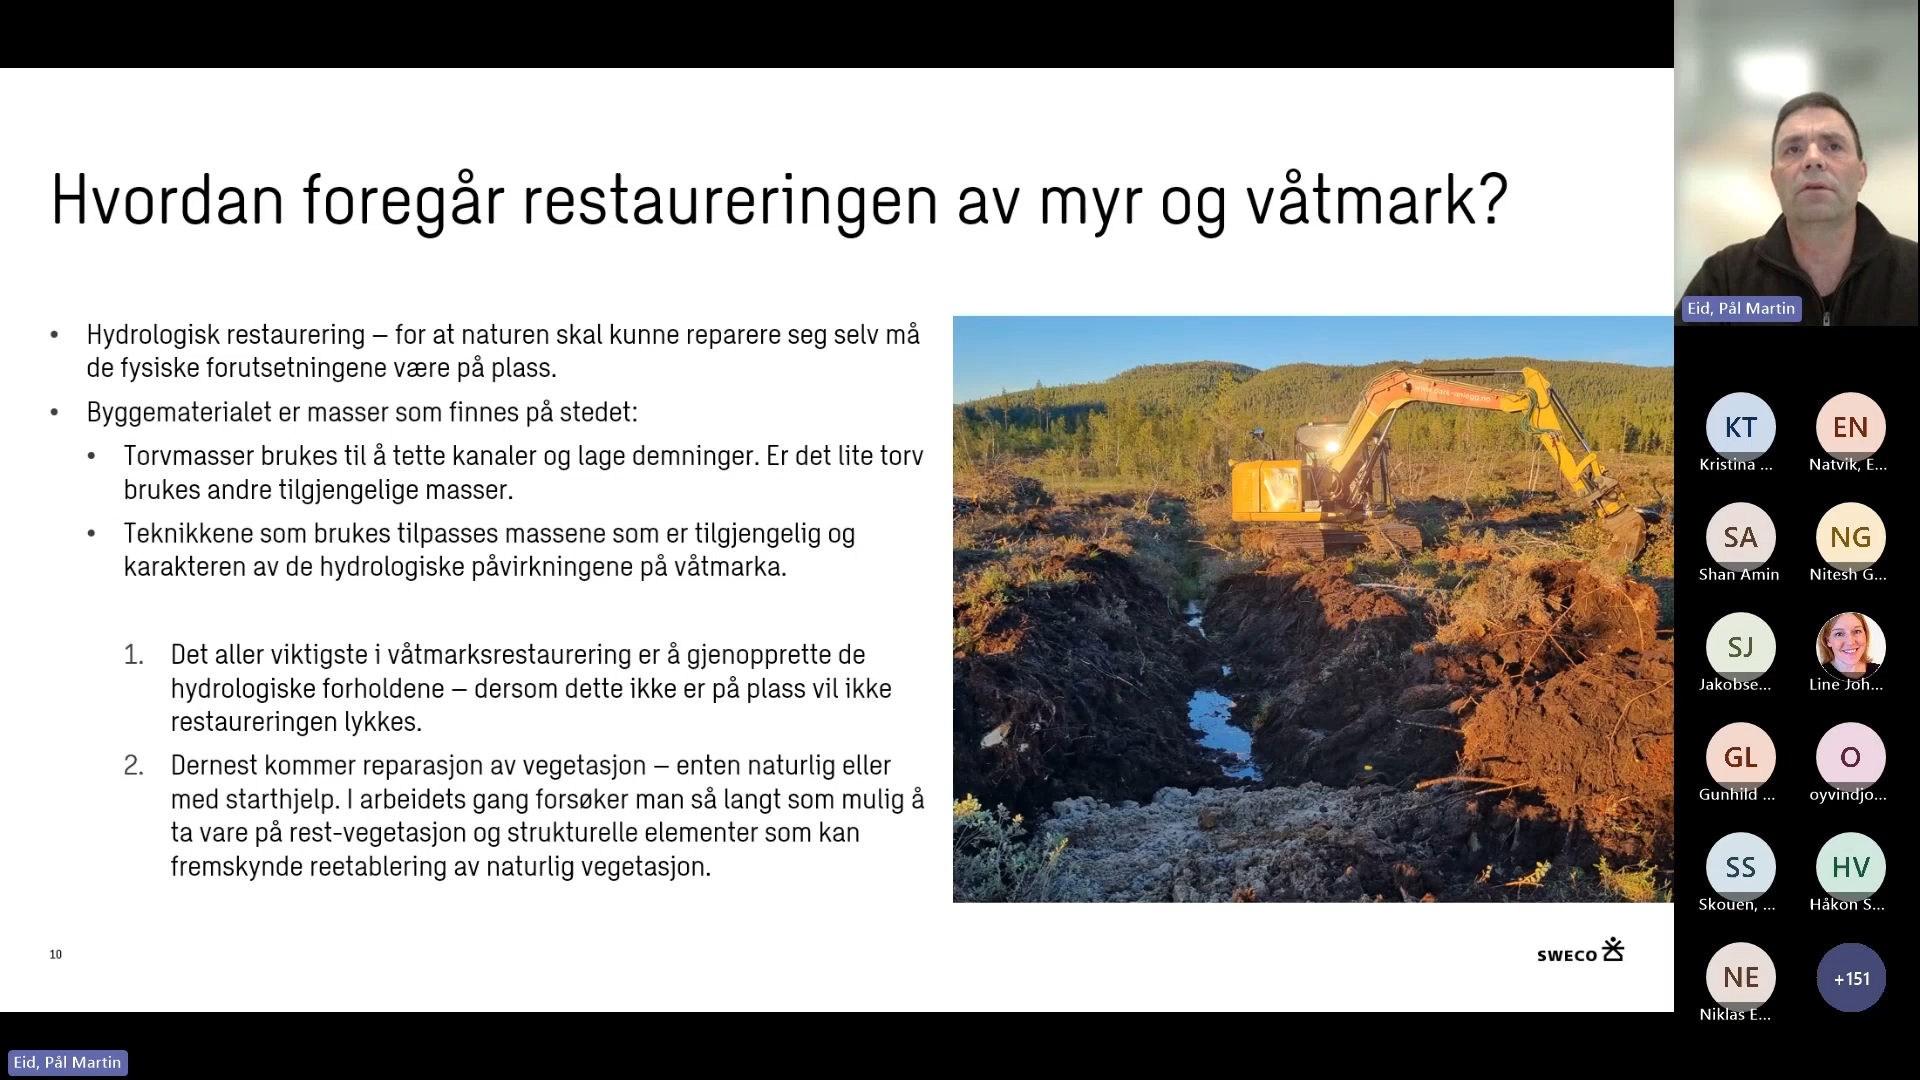 Hvordan foregår restaureringen av myr og våtmark?
• Hydrologisk restaurering – for at naturen skal kunne reparere seg selv må
de fysiske forutsetningene være på plass.
• Byggematerialet er masser som finnes på stedet:
• Torvmasser brukes til å tette kanaler og lage demninger. Er det lite torv
brukes andre tilgjengelige masser.
• Teknikkene som brukes tilpasses massene som er tilgjengelig og
karakteren av de hydrologiske påvirkningene på våtmarka.
1. Det aller viktigste i våtmarksrestaurering er å gjenopprette de
hydrologiske forholdene – dersom dette ikke er på plass vil ikke
restaureringen lykkes.
2. Dernest kommer reparasjon av vegetasjon – enten naturlig eller
med starthjelp. I arbeidets gang forsøker man så langt som mulig å
ta vare på rest-vegetasjon og strukturelle elementer som kan
fremskynde reetablering av naturlig vegetasjon.
CAT
10
SWECO
Eid, Pål Martin
KT
Kristina ...
EN
Natvik, E...
SA
Shan Amin
NG
Nitesh G...
SJ
Jakobse...
Line Joh...
GL
Gunhild ...
O
oyvindjo...
SS
Skouen, ...
HV
Håkon S...
NE
Niklas E...
+151
Eid, Pål Martin